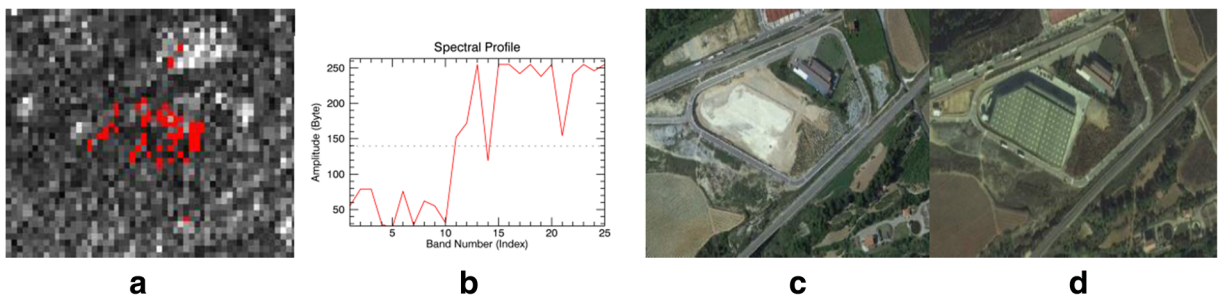 Spectral Profile
250
200
150
100
50
Amplitude (Byte)
5
10
15
20
25
Band Number (Index)
a
b
c
d